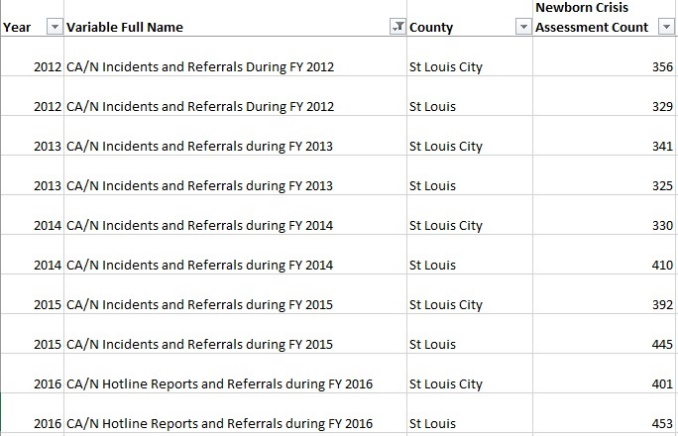 Year Variable Full Name County Newborn Crisis Assessment Count
2012 CA/N Incidents and Referrals During FY 2012 St Louis City 356
2012 CA/N Incidents and Referrals During FY 2012 St Louis 329
2013 CA/N Incidents and Referrals during FY 2013 St Louis City 341
2013 CA/N Incidents and Referrals during FY 2013 St Louis 325
2014 CA/N Incidents and Referrals during FY 2014 St Louis City 330
2014 CA/N Incidents and Referrals during FY 2014 St Louis 410
2015 CA/N Incidents and Referrals during FY 2015 St Louis City 392
2015 CA/N Incidents and Referrals during FY 2015 St Louis 445
2016 CA/N Hotline Reports and Referrals during FY 2016 St Louis City 401
2016 CA/N Hotline Reports and Referrals during FY 2016 St Louis 453